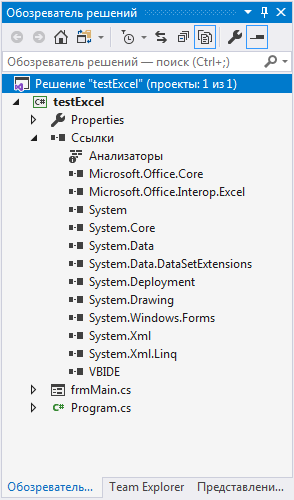 Обозреватель решений
Обозреватель решений — поиск (Ctrl+;)
Решение "testExcel" (проекты: 1 из 1)
C# testExcel
Properties
Ссылки
Анализаторы
Microsoft.Office.Core
Microsoft.Office.Interop.Excel
System
System.Core
System.Data
System.Data.DataSetExtensions
System.Deployment
System.Drawing
System.Windows.Forms
System.Xml
System.Xml.Linq
VBIDE
frmMain.cs
C# Program.cs
Обозреватель... Team Explorer Представлени...